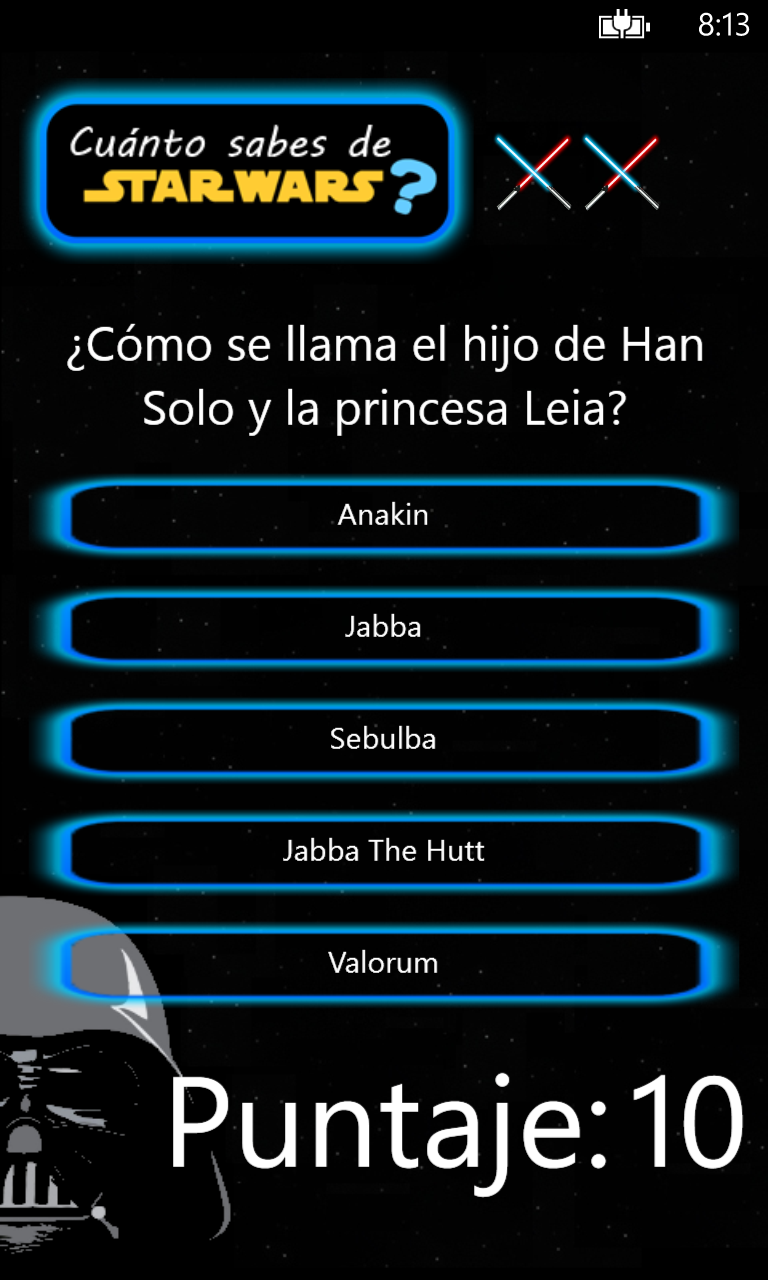 8:13
Cuánto sabes de
STAR WARS?
¿Cómo se llama el hijo de Han
Solo y la princesa Leia?
Anakin
Jabba
Sebulba
Jabba The Hutt
Valorum
Puntaje: 10